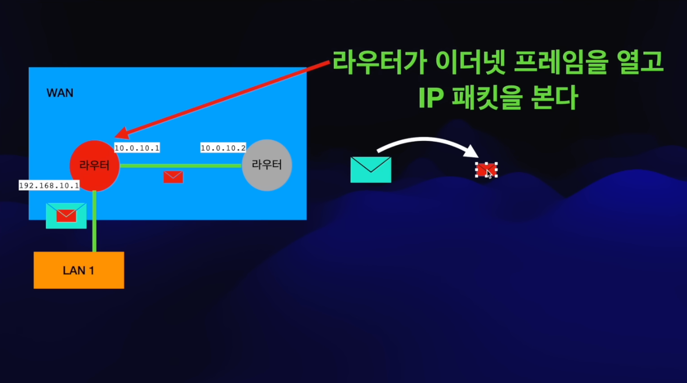 라우터가 이더넷 프레임을 열고
IP 패킷을 본다
WAN
10.0.10.1
10.0.10.2
라우터
라우터
192.168.10.1
LAN 1